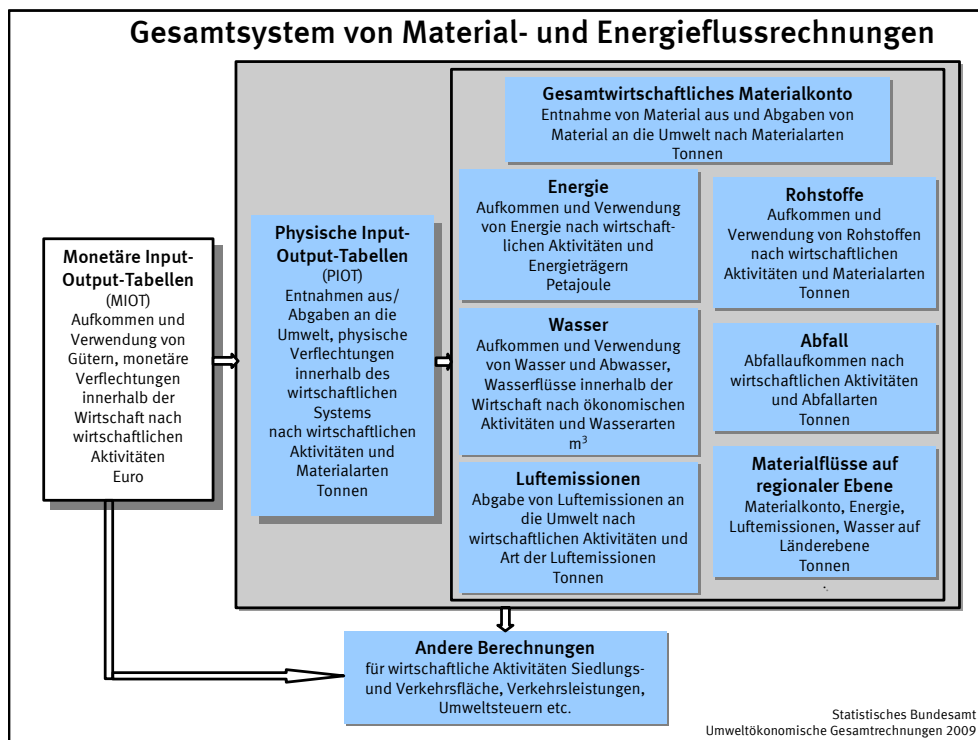 Gesamtsystem von Material- und Energieflussrechnungen
Gesamtwirtschaftliches Materialkonto
Entnahme von Material aus und Abgaben von
Material an die Umwelt nach Materialarten
Tonnen
Monetäre Input-
Output-Tabellen
(MIOT)
Aufkommen und
Verwendung von
Gütern, monetäre
Verflechtungen
innerhalb der
Wirtschaft nach
wirtschaftlichen
Aktivitäten
Euro
Physische Input-
Output-Tabellen
(PIOT)
Entnahmen aus/
Abgaben an die
Umwelt, physische
Verflechtungen
innerhalb des
wirtschaftlichen
Systems
nach wirtschaftlichen
Aktivitäten und
Materialarten
Tonnen
Energie
Aufkommen und Verwendung
von Energie nach wirtschaft-
lichen Aktivitäten und
Energieträgern
Petajoule
Rohstoffe
Aufkommen und
Verwendung von Rohstoffen
nach wirtschaftlichen
Aktivitäten und Materialarten
Tonnen
Wasser
Aufkommen und Verwendung
von Wasser und Abwasser,
Wasserflüsse innerhalb der
Wirtschaft nach ökonomischen
Aktivitäten und Wasserarten
m³
Abfall
Abfallaufkommen nach
wirtschaftlichen Aktivitäten
und Abfallarten
Tonnen
Luftemissionen
Abgabe von Luftemissionen an
die Umwelt nach
wirtschaftlichen Aktivitäten und
Art der Luftemissionen
Tonnen
Materialflüsse auf
regionaler Ebene
Materialkonto, Energie,
Luftemissionen, Wasser auf
Länderebene
Tonnen
Andere Berechnungen
für wirtschaftliche Aktivitäten Siedlungs-
und Verkehrsfläche, Verkehrsleistungen,
Umweltsteuern etc.
Statistisches Bundesamt
Umweltökonomische Gesamtrechnungen 2009